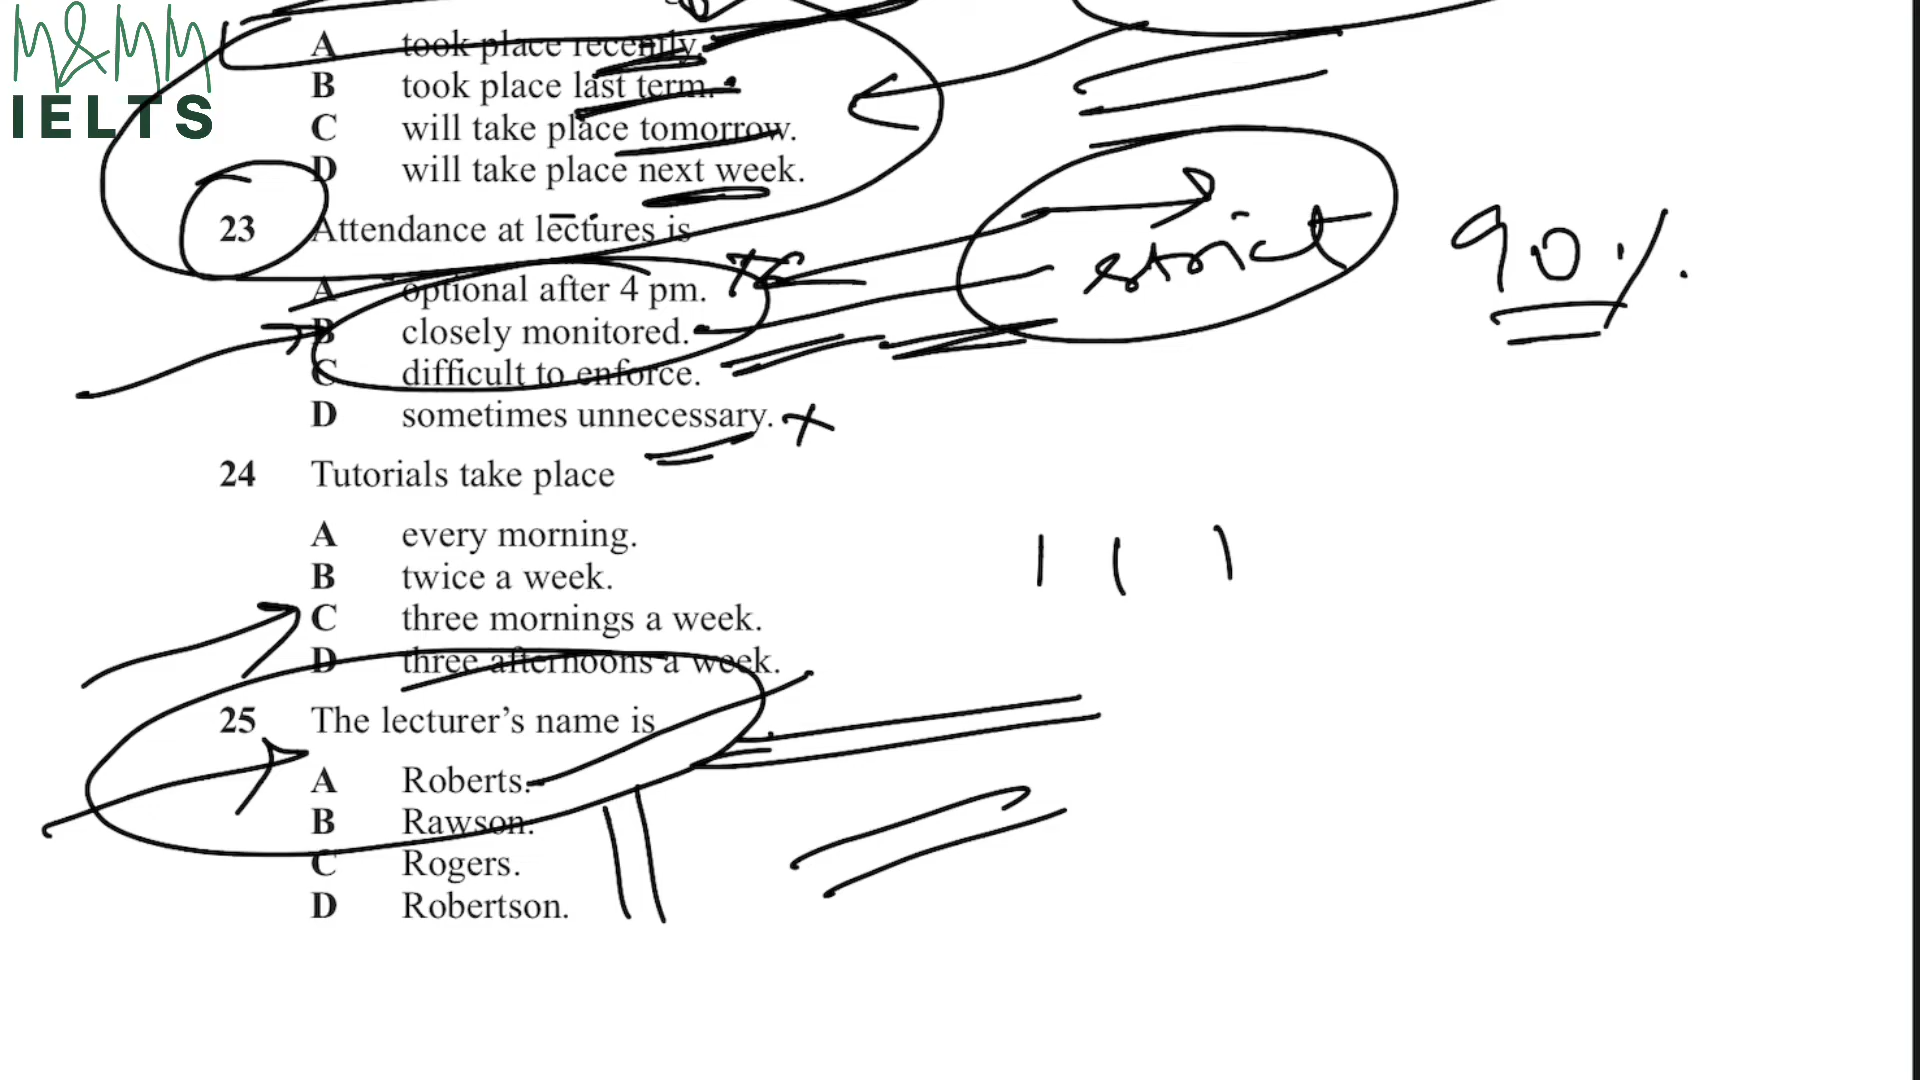 M&MM
IELTS
A took place recently.
B took place last term.
C will take place tomorrow.
D will take place next week.
23 Attendance at lectures is
A optional after 4 pm.
B closely monitored.
C difficult to enforce.
D sometimes unnecessary.
strict
90%.
24 Tutorials take place
A every morning.
B twice a week.
C three mornings a week.
D three afternoons a week.
25 The lecturer’s name is
A Roberts.
B Rawson.
C Rogers.
D Robertson.